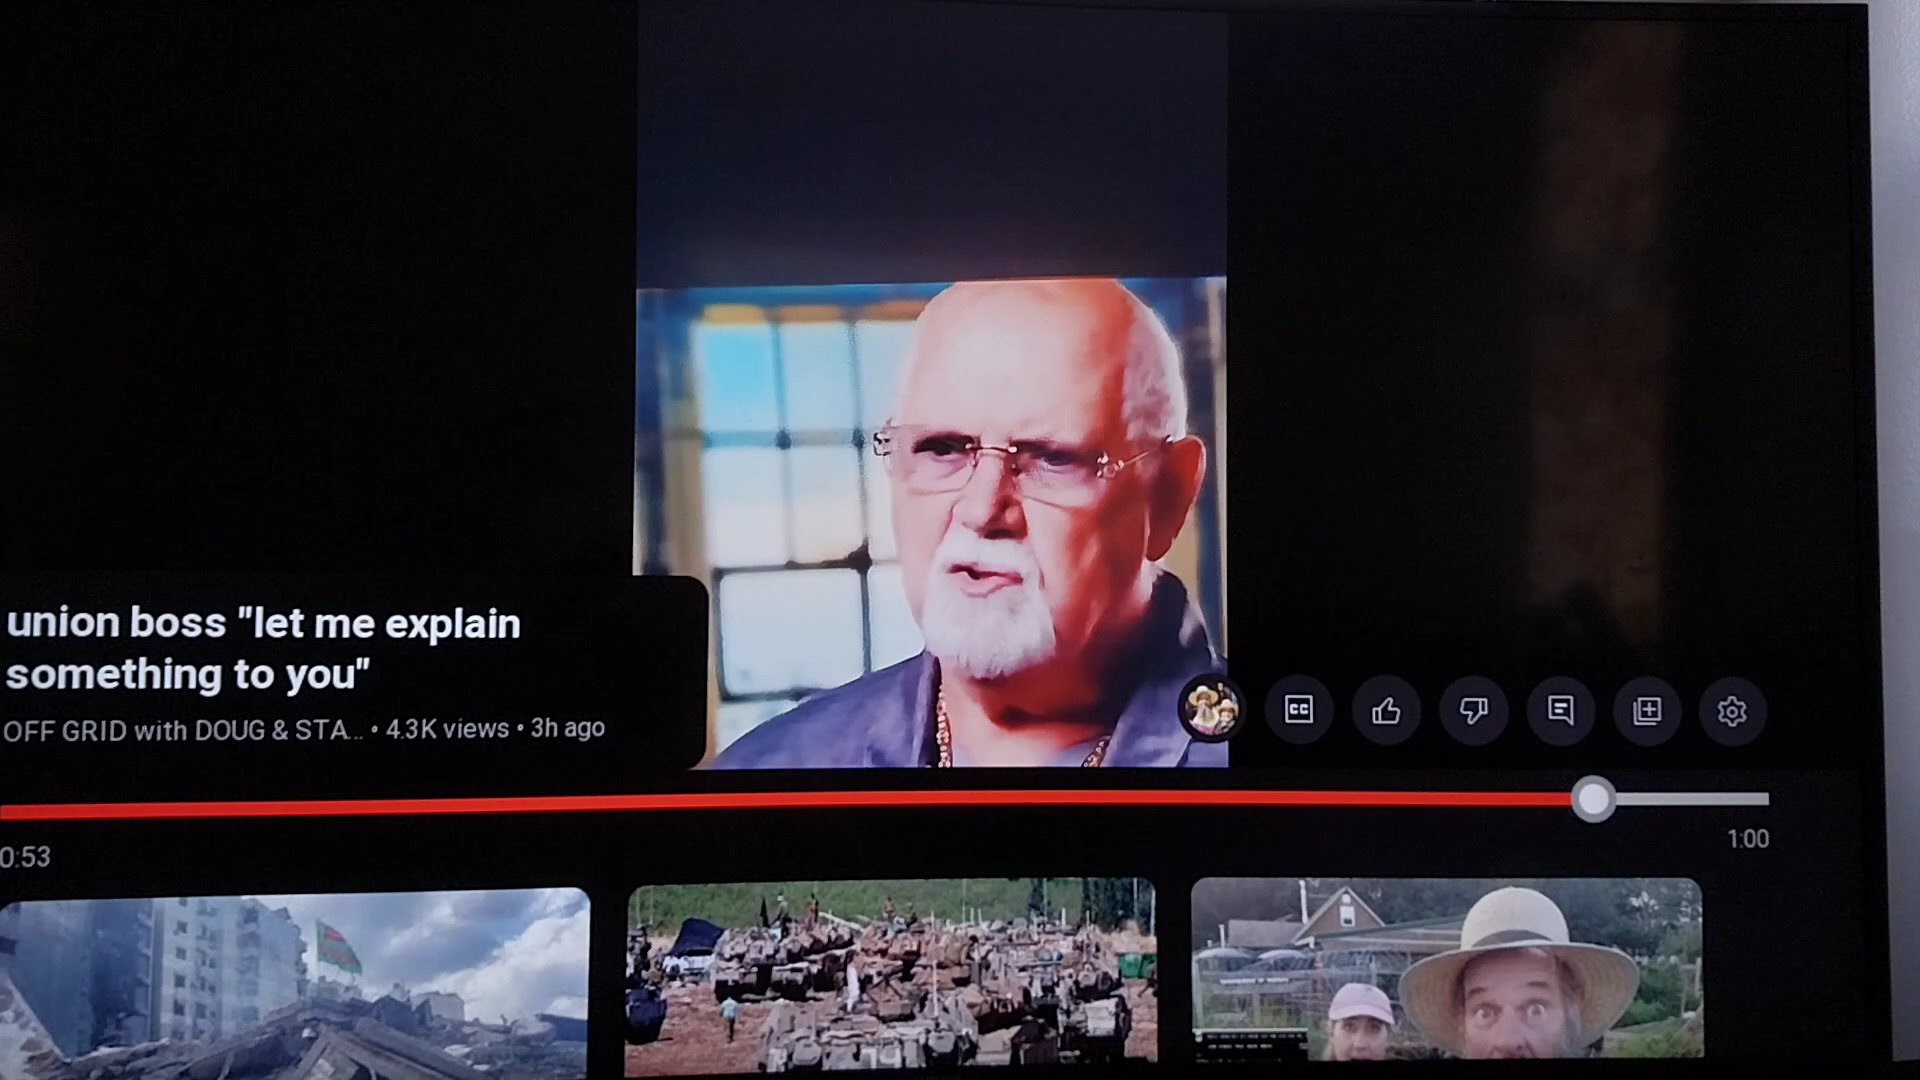 union boss "let me explain
something to you"
OFF GRID with DOUG & STA... • 4.3K views • 3h ago
CC
1:00
0:53